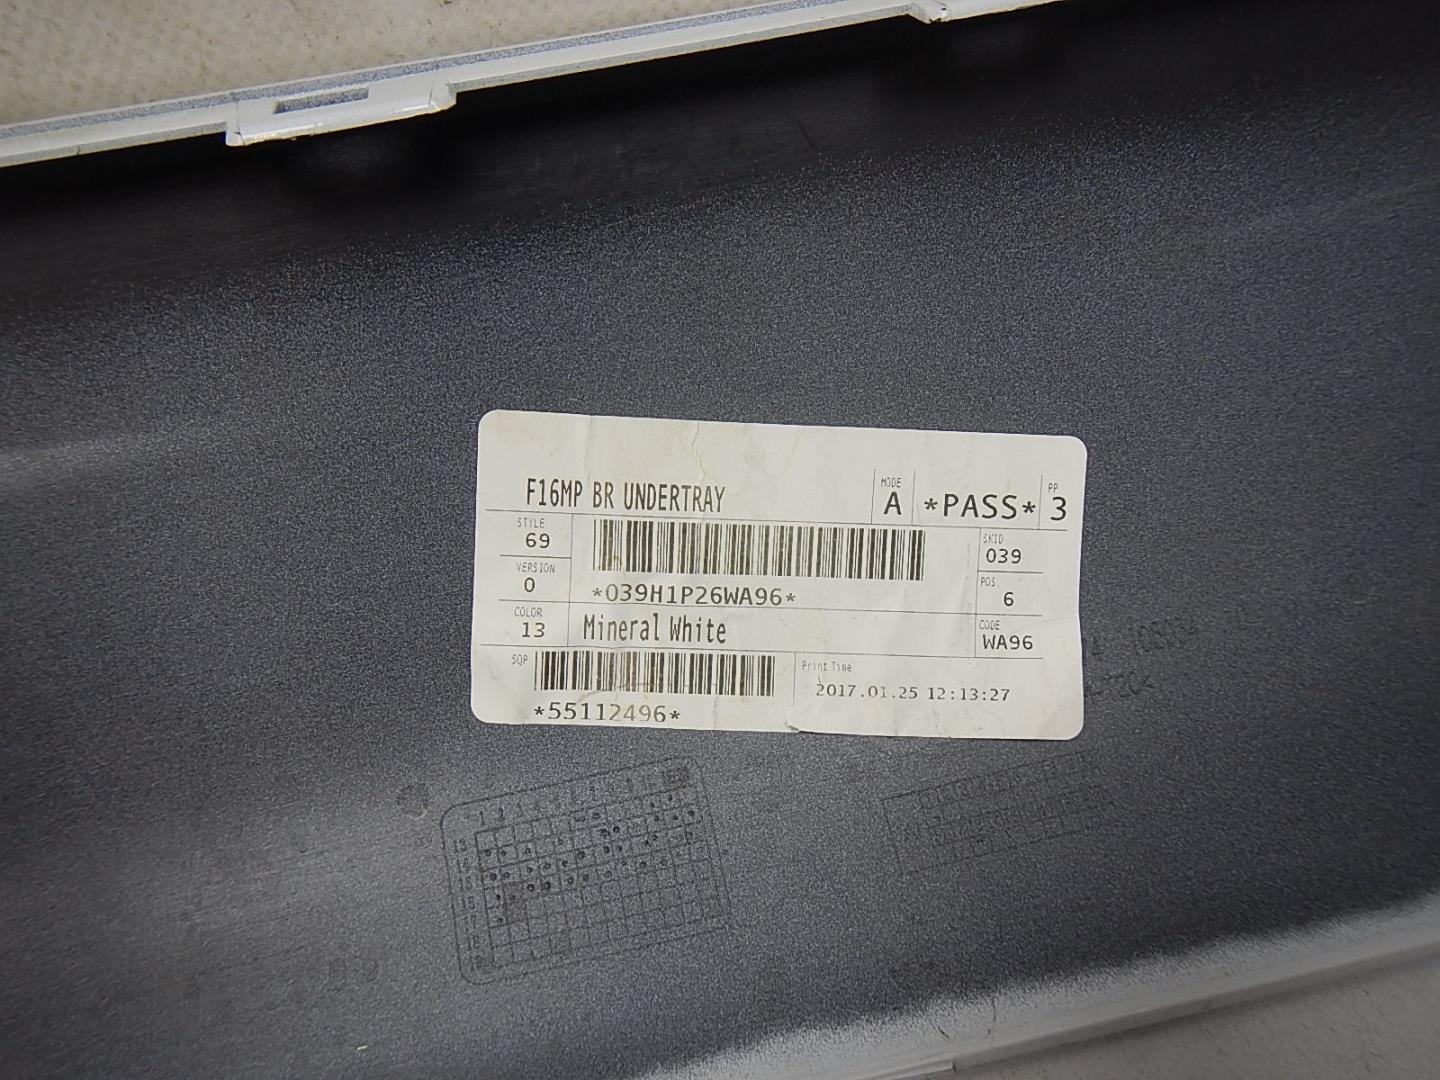 F16MP BR UNDERTRAY
MODE
A
*PASS*
PP
3
STYLE
69
*039H1P26WA96*
SKID
039
VERSION
0
POS
6
COLOR
13
Mineral White
CODE
WA96
SQP
*55112496*
Print Time
2017.01.25 12:13:27